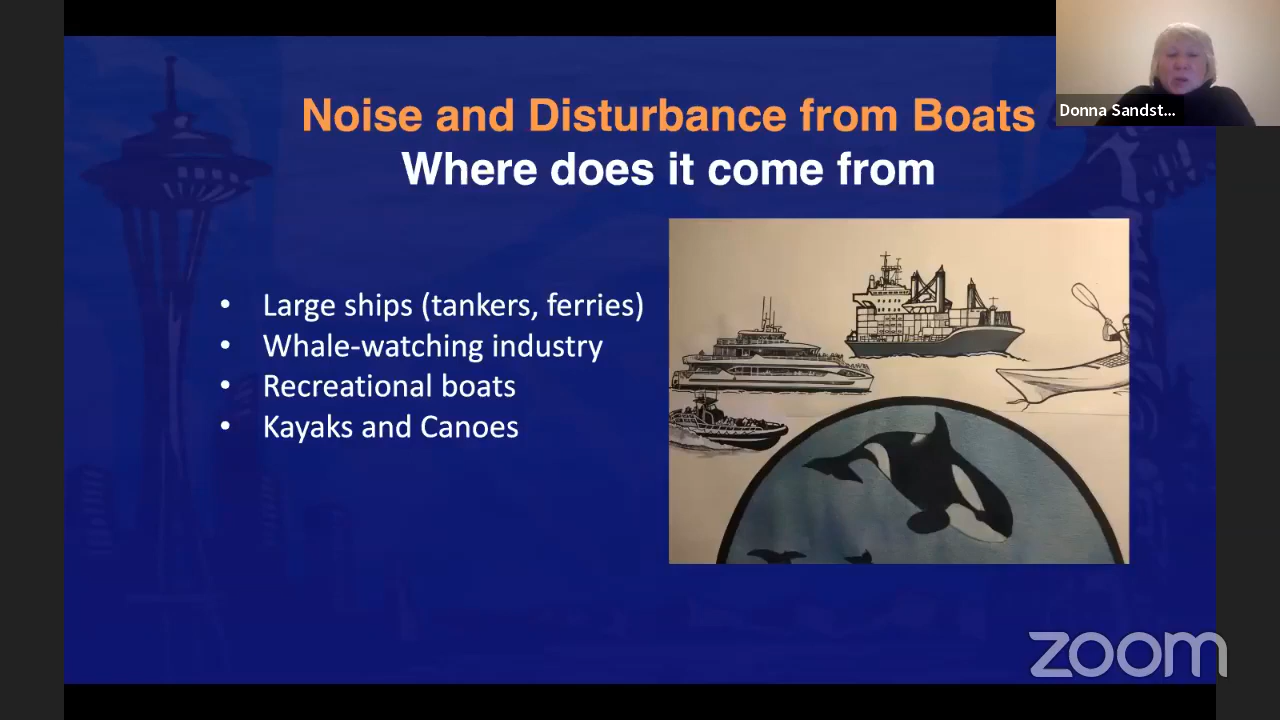 Noise and Disturbance from Boats
Where does it come from
Donna Sandst...
• Large ships (tankers, ferries)
• Whale-watching industry
• Recreational boats
• Kayaks and Canoes
zoom